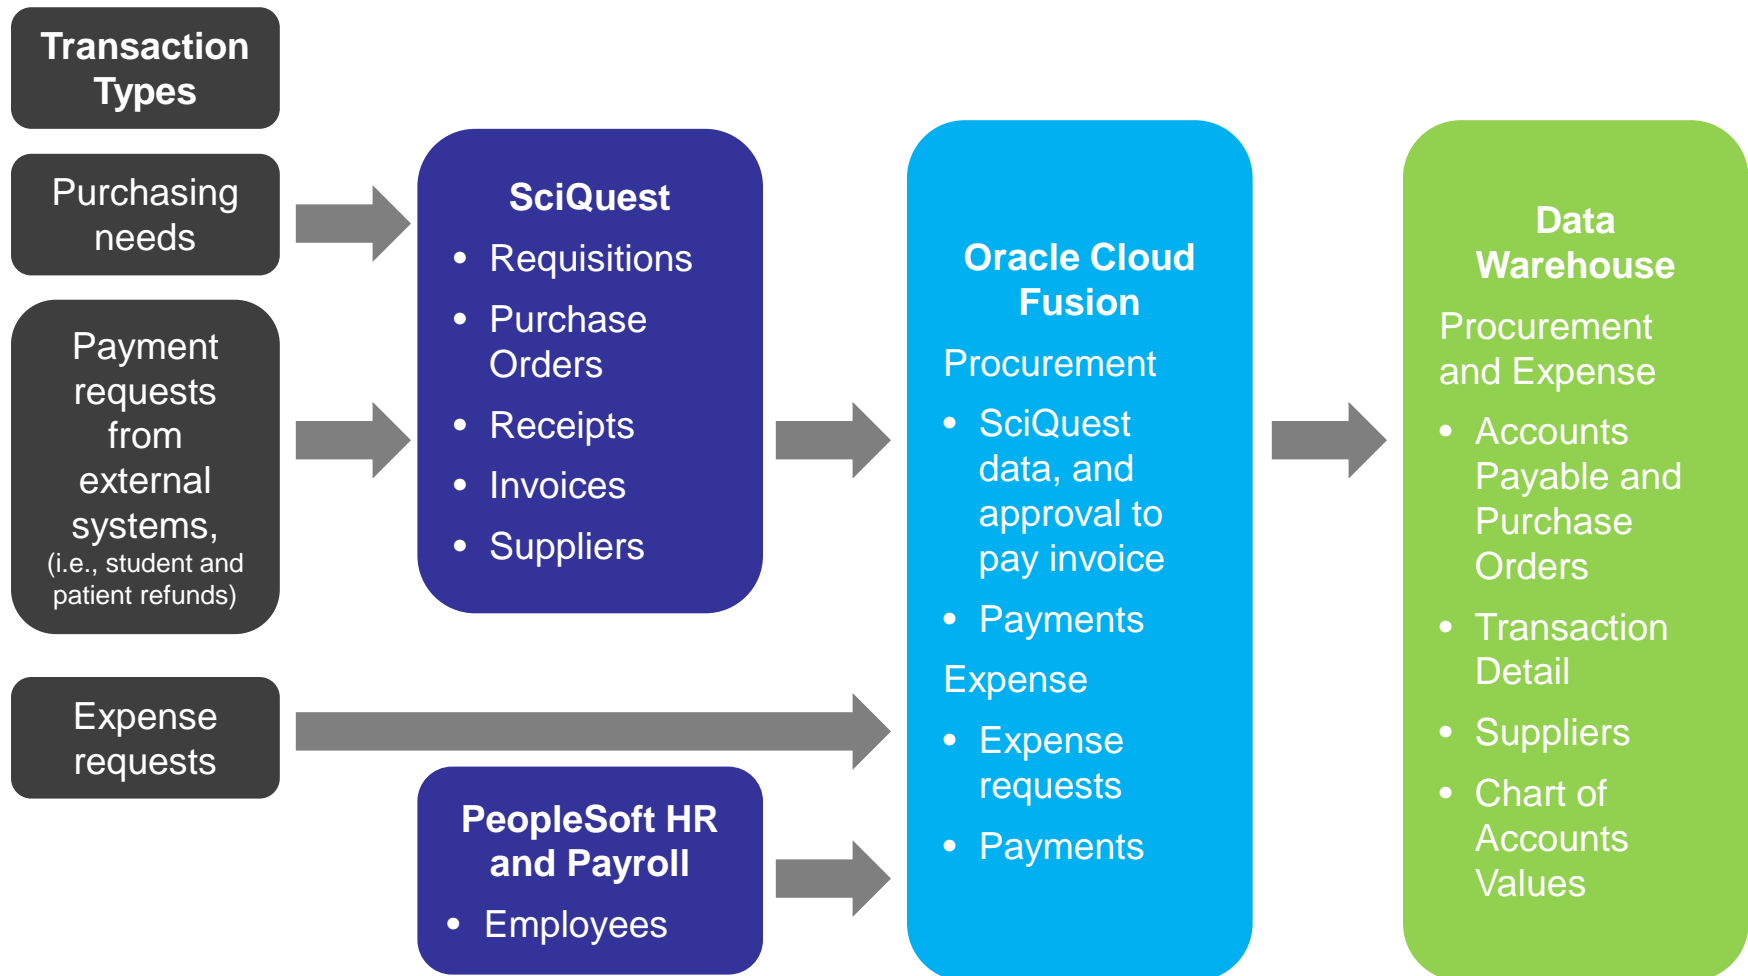 Transaction
Types
Purchasing
needs
Payment
requests
from
external
systems,
(i.e., student and
patient refunds)
Expense
requests
SciQuest
• Requisitions
• Purchase
Orders
• Receipts
• Invoices
• Suppliers
PeopleSoft HR
and Payroll
• Employees
Oracle Cloud
Fusion
Procurement
• SciQuest
data, and
approval to
pay invoice
• Payments
Expense
• Expense
requests
• Payments
Data
Warehouse
Procurement
and Expense
• Accounts
Payable and
Purchase
Orders
• Transaction
Detail
• Suppliers
• Chart of
Accounts
Values